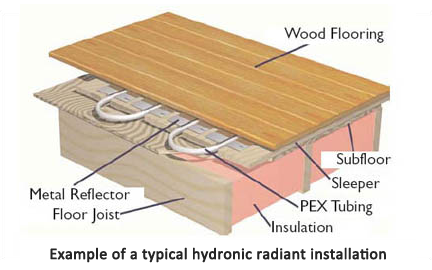 Wood Flooring
Subfloor
Sleeper
Metal Reflector
PEX Tubing
Floor Joist
Insulation
Example of a typical hydronic radiant installation